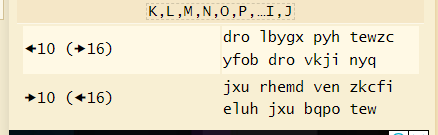 K,L,M,N,O,P,…I,J
🠸10 (🠺16) dro lbygx pyh tewzc
yfob dro vkji nyq
🠺10 (🠸16) jxu rhemd ven zkcfi
eluh jxu bqpo tew